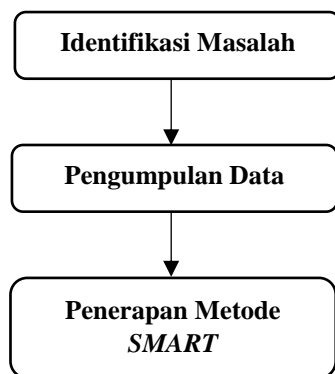 Identifikasi Masalah
Pengumpulan Data
Penerapan Metode
SMART